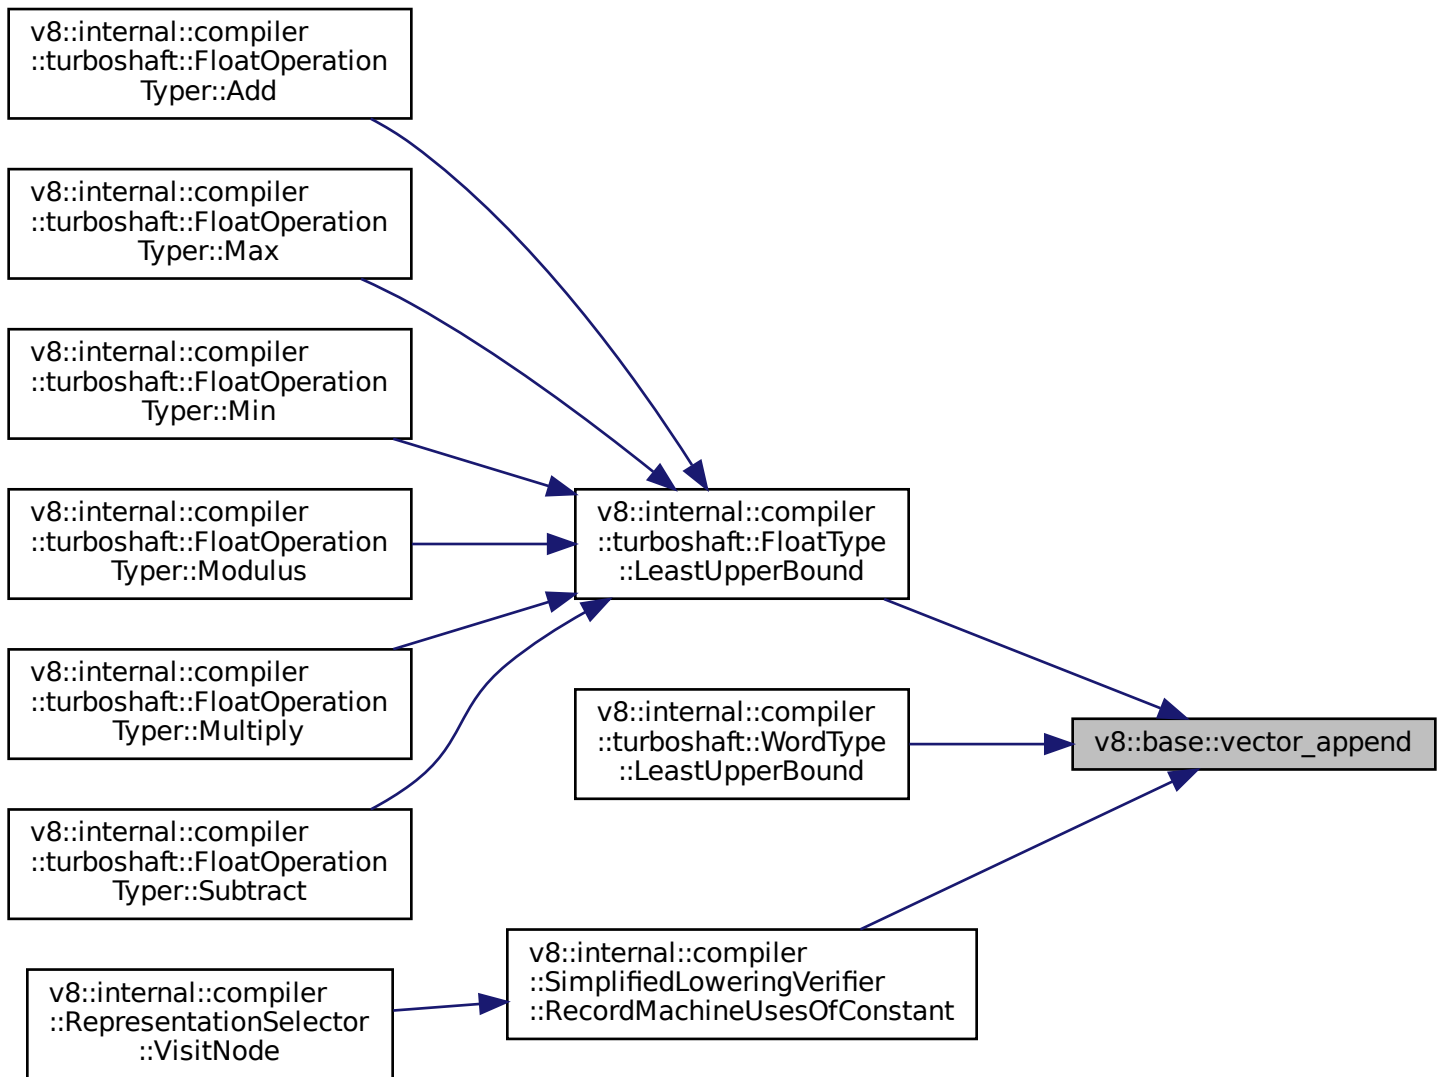 v8::internal::compiler
::turboshaft::FloatOperation
Typer::Add
v8::internal::compiler
::turboshaft::FloatOperation
Typer::Max
v8::internal::compiler
::turboshaft::FloatOperation
Typer::Min
v8::internal::compiler
::turboshaft::FloatOperation
Typer::Modulus
v8::internal::compiler
::turboshaft::FloatOperation
Typer::Multiply
v8::internal::compiler
::turboshaft::FloatOperation
Typer::Subtract
v8::internal::compiler
::RepresentationSelector
::VisitNode
v8::internal::compiler
::turboshaft::FloatType
::LeastUpperBound
v8::internal::compiler
::turboshaft::WordType
::LeastUpperBound
v8::internal::compiler
::SimplifiedLoweringVerifier
::RecordMachineUsesOfConstant
v8::base::vector_append